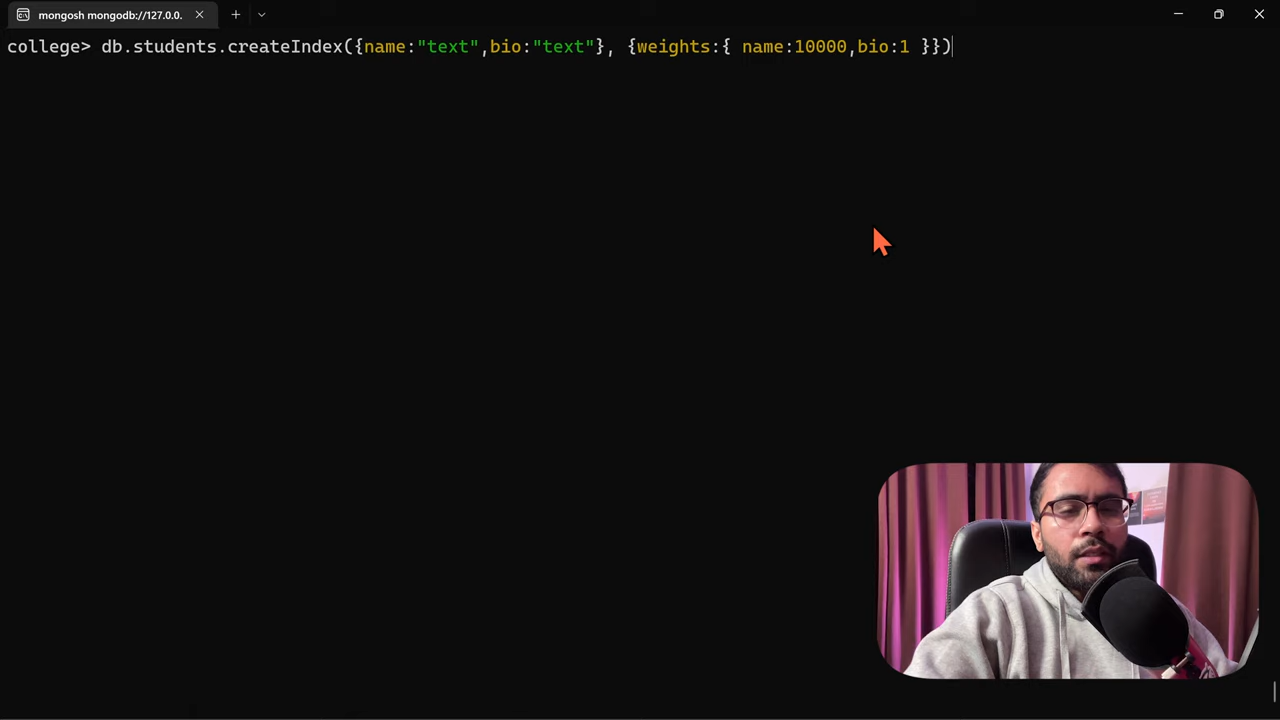 mongosh mongodb://127.0.0.
college> db.students.createIndex({name:"text",bio:"text"}, {weights:{ name:10000,bio:1 }})